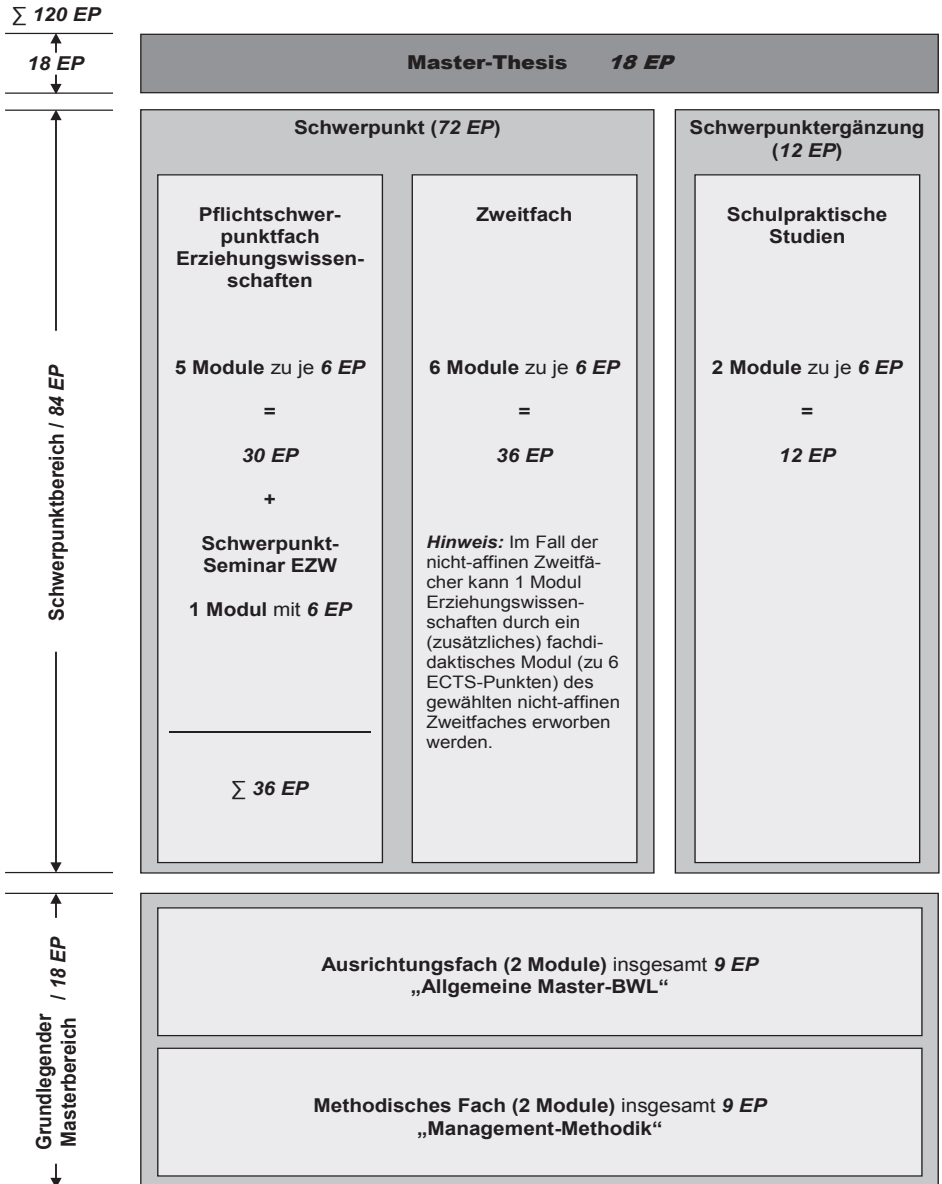 ∑ 120 EP
18 EP
Master-Thesis 18 EP
Schwerpunktbereich / 84 EP
Schwerpunkt (72 EP)
Pflichtschwer-
punktfach
Erziehungswissen-
schaften
5 Module zu je 6 EP
=
30 EP
+
Schwerpunkt-
Seminar EZW
1 Modul mit 6 EP
∑ 36 EP
Zweitfach
6 Module zu je 6 EP
=
36 EP
Hinweis: Im Fall der
nicht-affinen Zweitfä-
cher kann 1 Modul
Erziehungswissen-
schaften durch ein
(zusätzliches) fachdi-
daktisches Modul (zu 6
ECTS-Punkten) des
gewählten nicht-affinen
Zweitfaches erworben
werden.
Schwerpunktergänzung
(12 EP)
Schulpraktische
Studien
2 Module zu je 6 EP
=
12 EP
Grundlegender
Masterbereich / 18 EP
Ausrichtungsfach (2 Module) insgesamt 9 EP
„Allgemeine Master-BWL“
Methodisches Fach (2 Module) insgesamt 9 EP
„Management-Methodik“